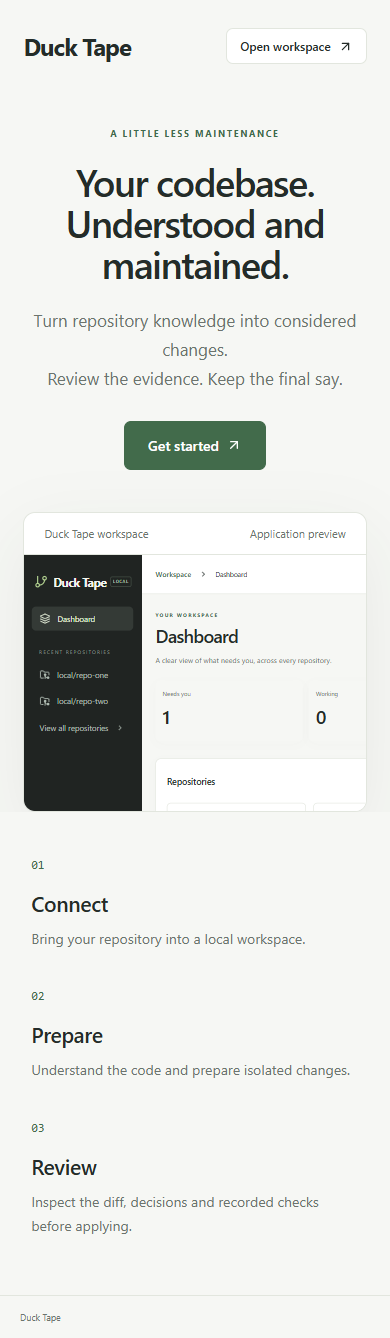 Duck Tape
Open workspace
A LITTLE LESS MAINTENANCE
Your codebase.
Understood and
maintained.
Turn repository knowledge into considered
changes.
Review the evidence. Keep the final say.
Get started
Duck Tape workspace
Application preview
Duck Tape LOCAL
Dashboard
RECENT REPOSITORIES
local/repo-one
local/repo-two
View all repositories
Workspace > Dashboard
YOUR WORKSPACE
Dashboard
A clear view of what needs you, across every repository.
Needs you
1
Working
0
Repositories
01
Connect
Bring your repository into a local workspace.
02
Prepare
Understand the code and prepare isolated changes.
03
Review
Inspect the diff, decisions and recorded checks
before applying.
Duck Tape